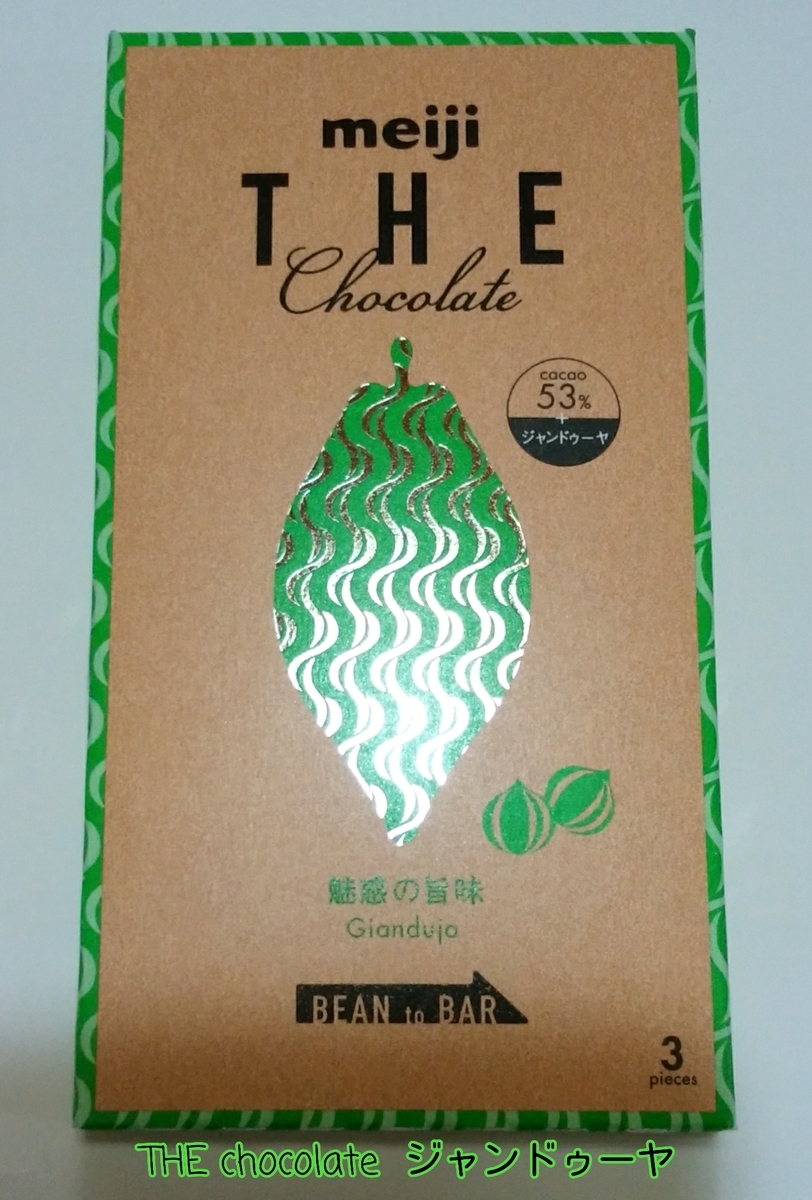 meiji
THE
Chocolate
cacao
53%
+
ジャンドゥーヤ
魅惑の旨味
Gianduja
BEAN to BAR
3
pieces
THE chocolate ジャンドゥーヤ